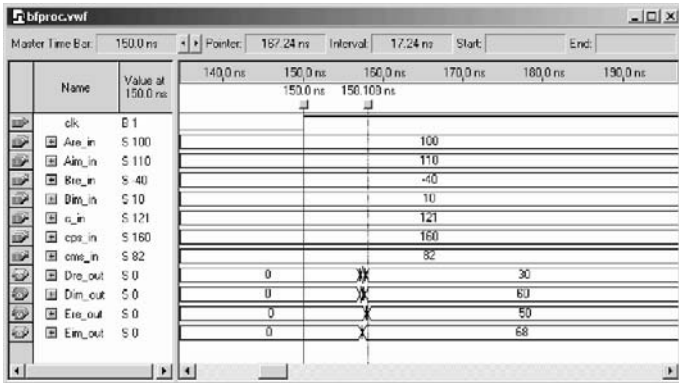 bfproc.vwf
Master Time Bar: 150.0 ns Pointer: 167.24 ns Interval: 17.24 ns Start: End:
Name Value at 150.0 ns 140.0 ns 150.0 ns 160.0 ns 170.0 ns 180.0 ns 190.0 ns
150.0 ns 158.108 ns
clk B 1
Are_in S 100 100
Aim_in S 110 110
Bre_in S -40 -40
Bim_in S 10 10
c_in S 121 121
cps_in S 160 160
cms_in S 82 82
Dre_out S 0 0 30
Dim_out S 0 0 60
Ere_out S 0 0 50
Eim_out S 0 0 68